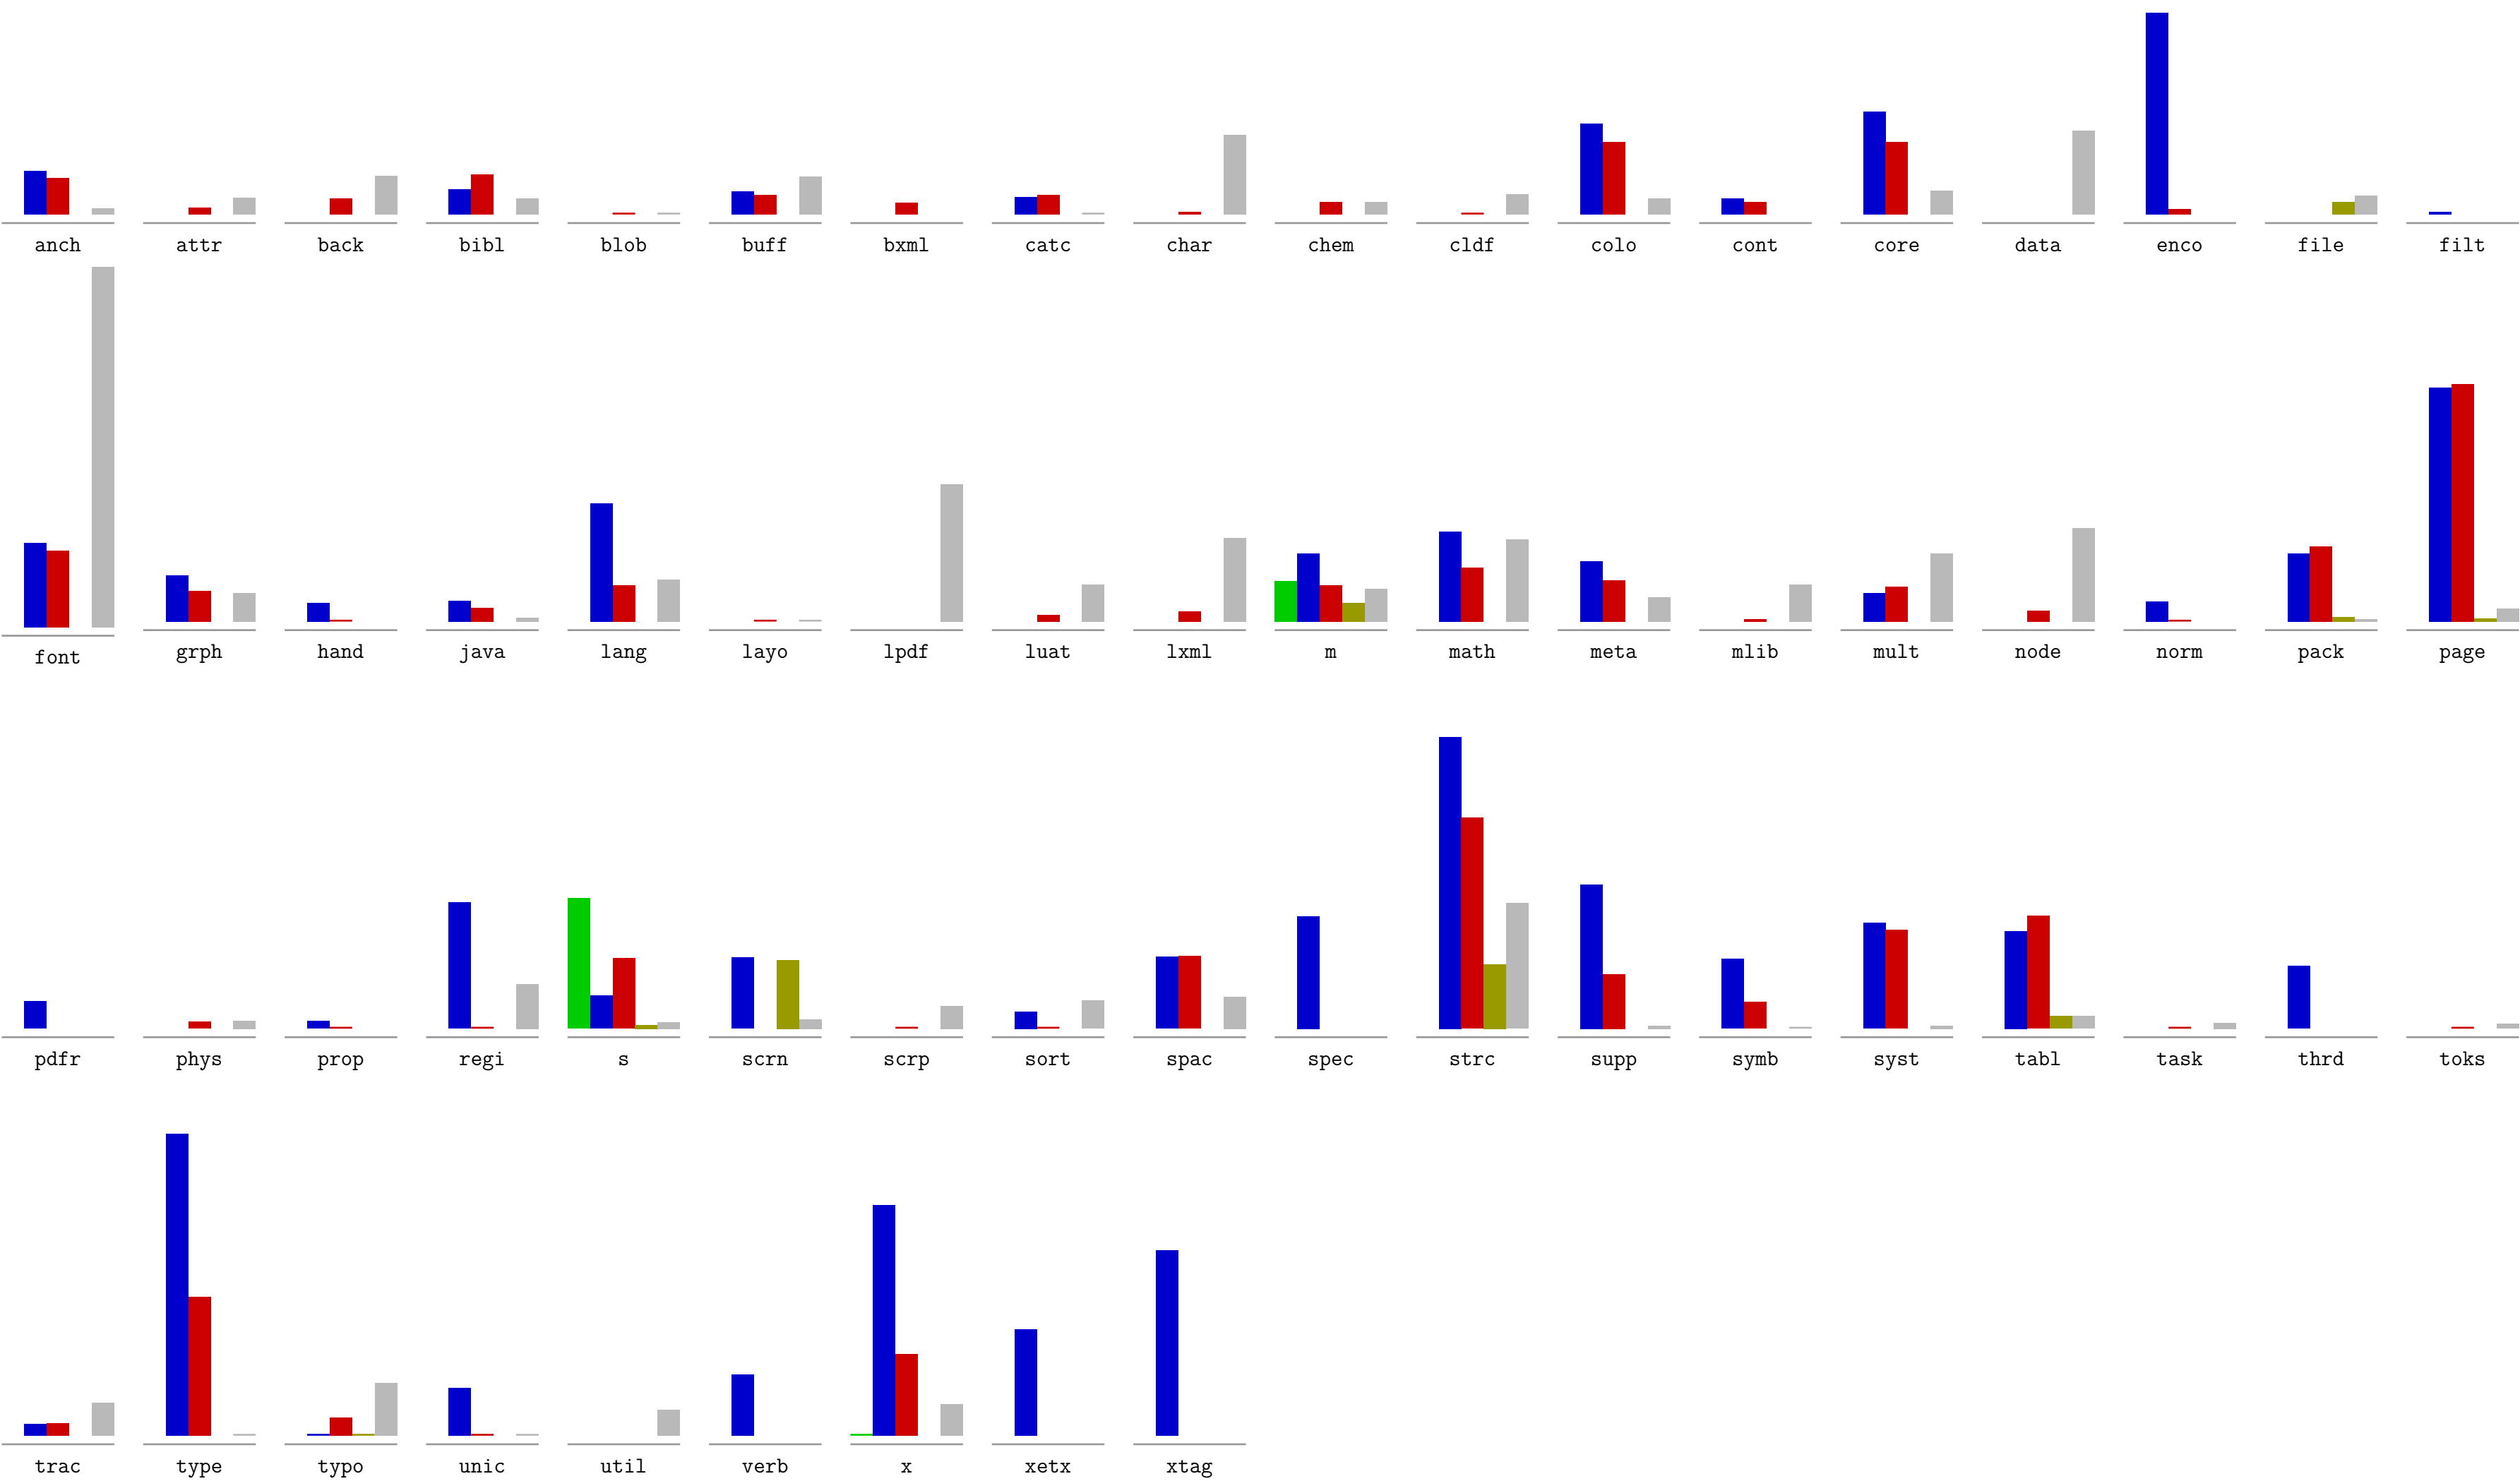 anch attr back bibl blob buff bxml catc char chem cldf colo cont core data enco file filt
font grph hand java lang layo lpdf luat lxml m math meta mlib mult node norm pack page
pdfr phys prop regi s scrn scrp sort spac spec strc supp symb syst tabl task thrd toks
trac type typo unic util verb x xetx xtag